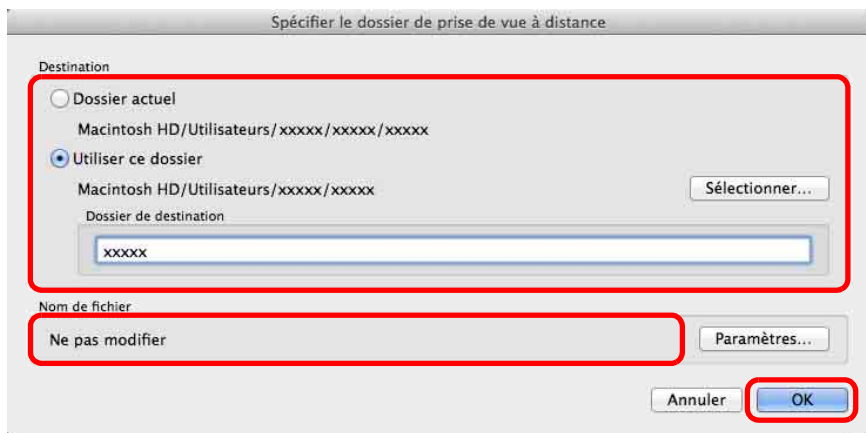 Spécifier le dossier de prise de vue à distance
Destination
Dossier actuel
Macintosh HD/Utilisateurs/xxxxx/xxxxx/xxxxx
Utiliser ce dossier
Macintosh HD/Utilisateurs/xxxxx/xxxxx
Sélectionner...
Dossier de destination
xxxxx
Nom de fichier
Ne pas modifier
Paramètres...
Annuler
OK